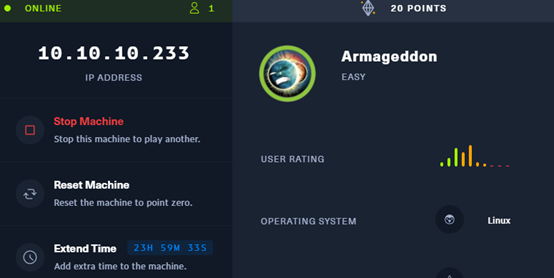 ONLINE
1
20 POINTS
10.10.10.233
IP ADDRESS
Armageddon
EASY
Stop Machine
Stop this machine to play another.
USER RATING
Reset Machine
Reset the machine to point zero.
OPERATING SYSTEM
Linux
Extend Time 23H 59M 33S
Add extra time to the machine.